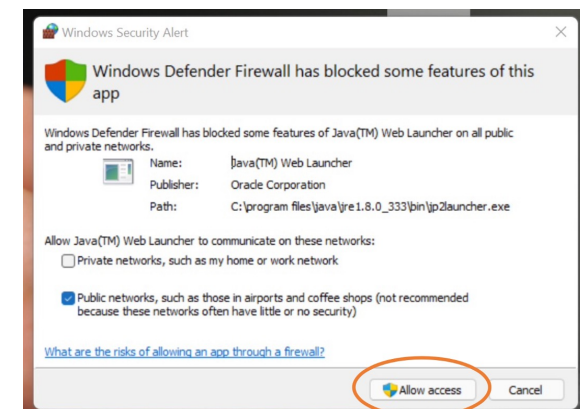 Windows Security Alert
Windows Defender Firewall has blocked some features of this
app
Windows Defender Firewall has blocked some features of Java(TM) Web Launcher on all public
and private networks.
Name: Java(TM) Web Launcher
Publisher: Oracle Corporation
Path: C:\program files\java\jre1.8.0_333\bin\jp2launcher.exe
Allow Java(TM) Web Launcher to communicate on these networks:
Private networks, such as my home or work network
Public networks, such as those in airports and coffee shops (not recommended
because these networks often have little or no security)
What are the risks of allowing an app through a firewall?
Allow access Cancel